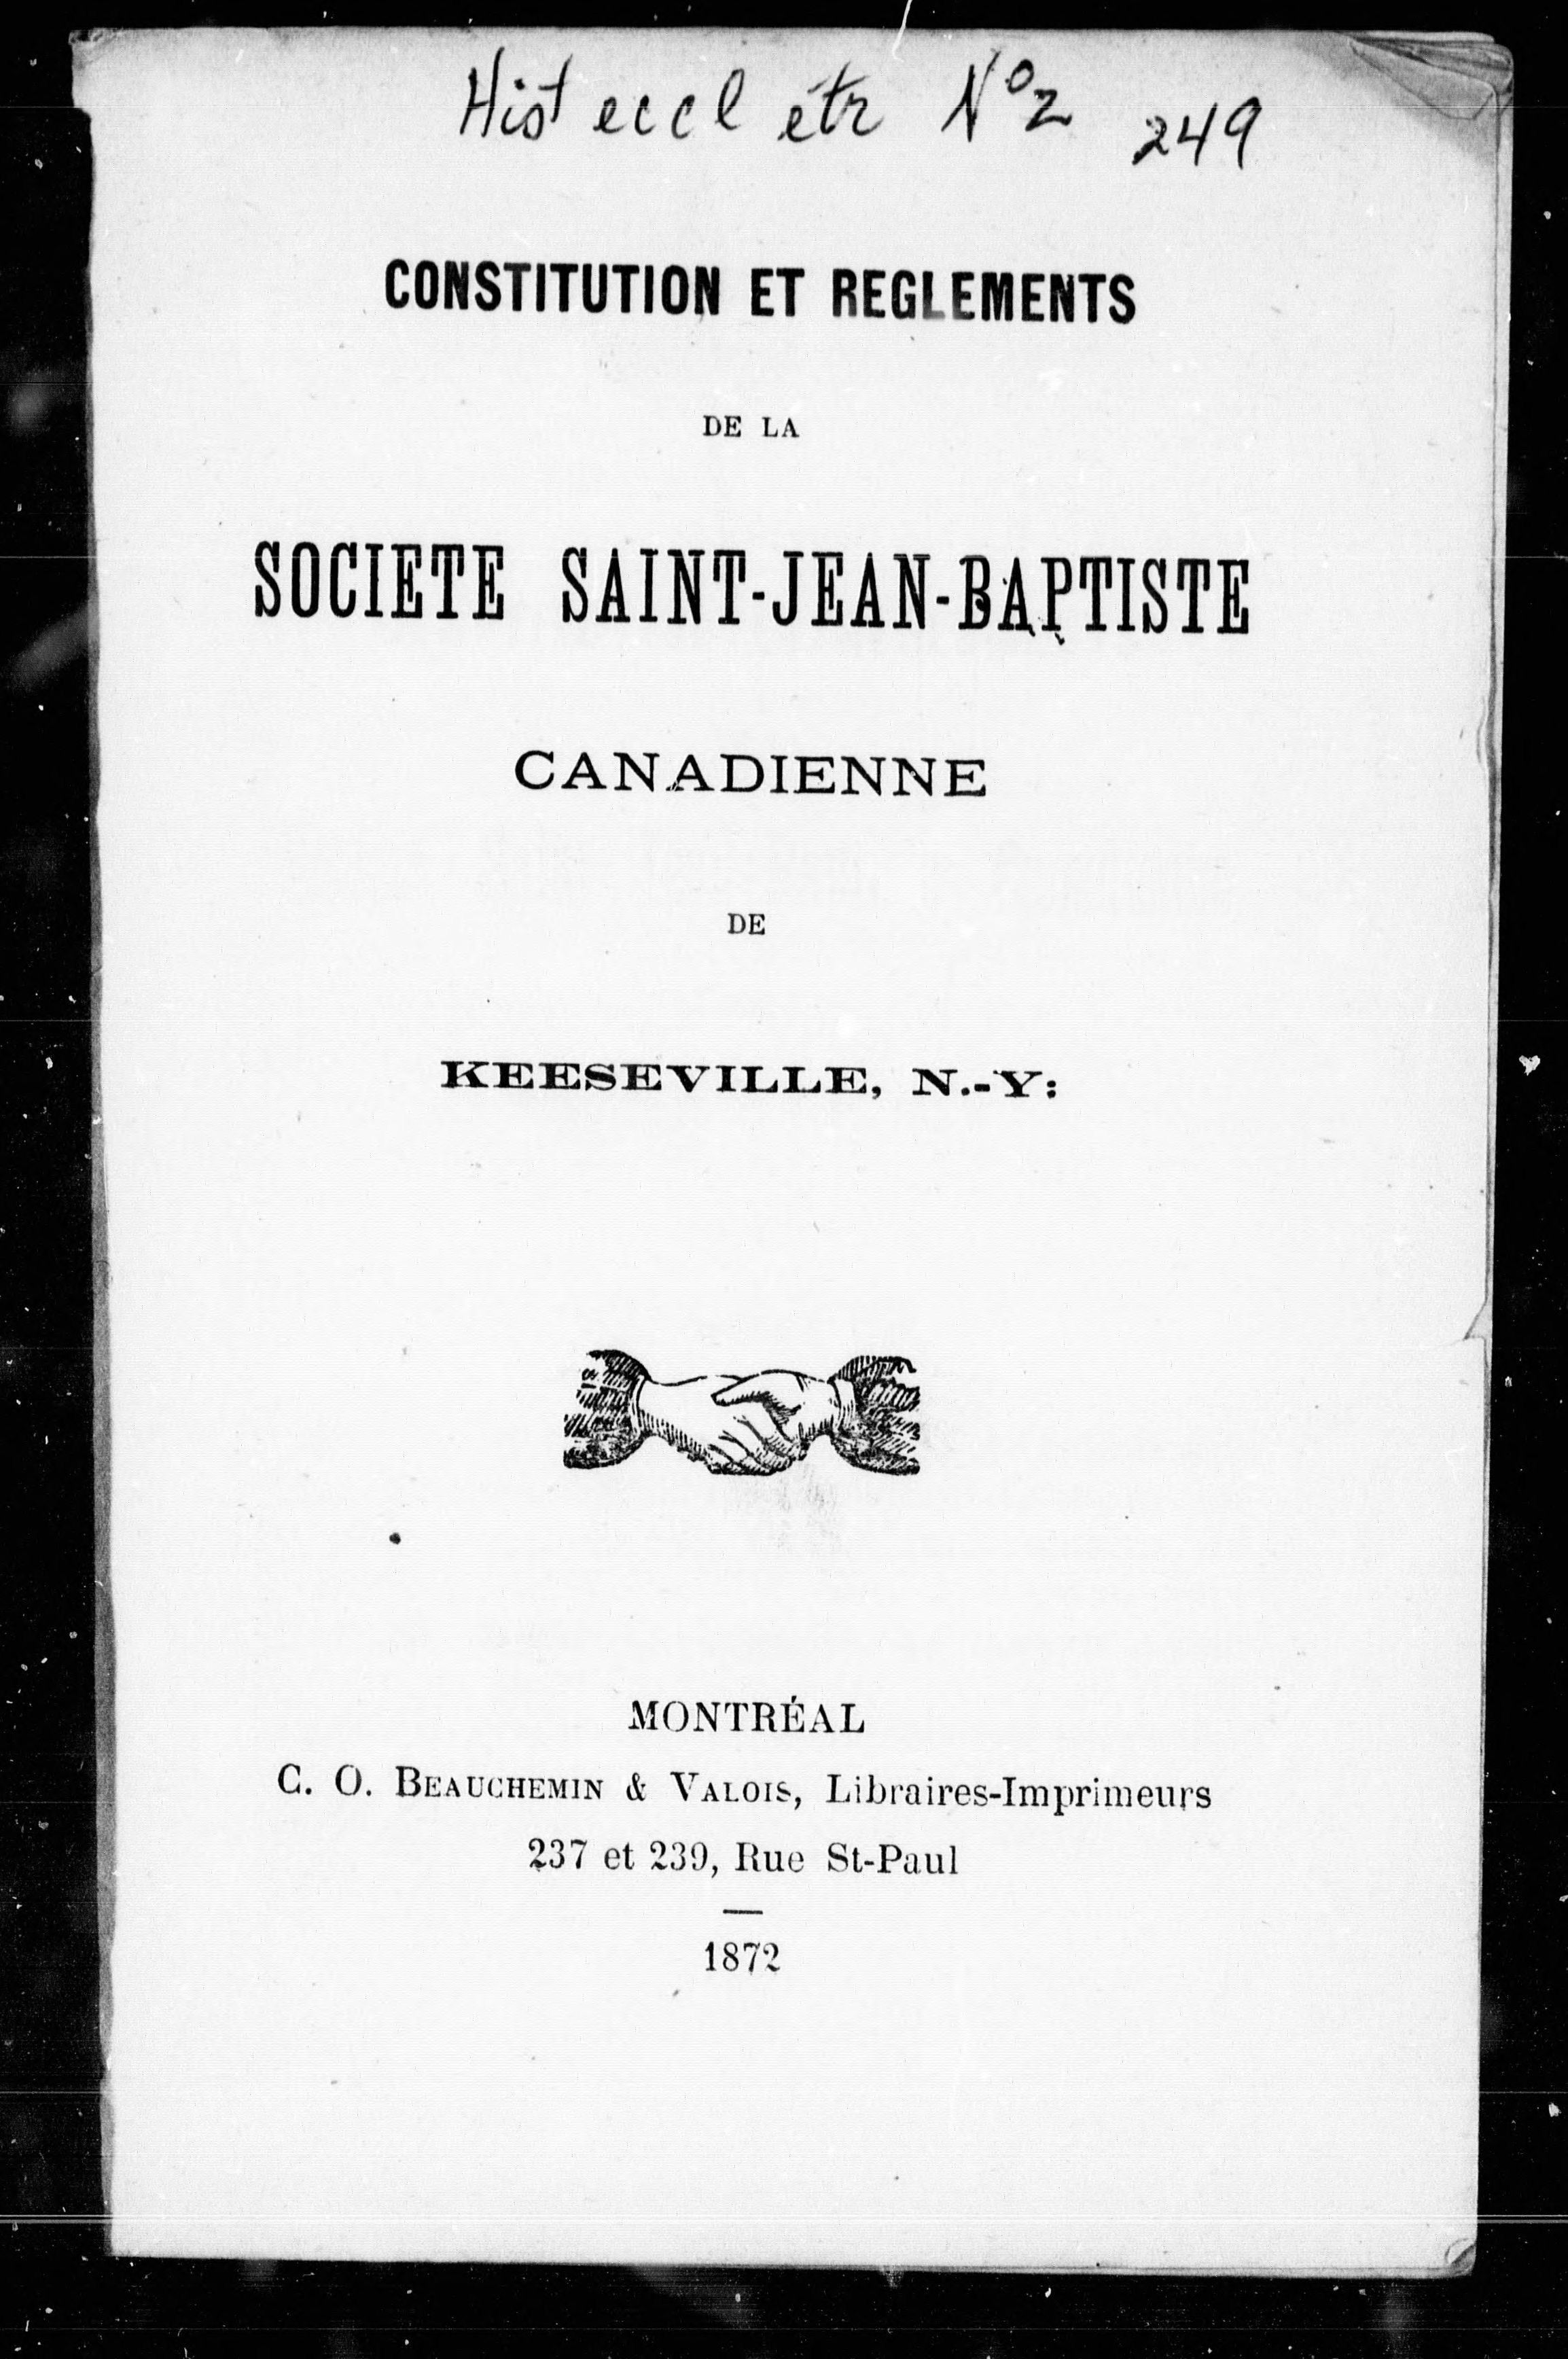 Hist eccl étr Nº2 249
CONSTITUTION ET REGLEMENTS
DE LA
SOCIETE SAINT-JEAN-BAPTISTE
CANADIENNE
DE
KEESEVILLE, N.-Y:
MONTRÉAL
C. O. BEAUCHEMIN & VALOIS, Libraires-Imprimeurs
237 et 239, Rue St-Paul
1872